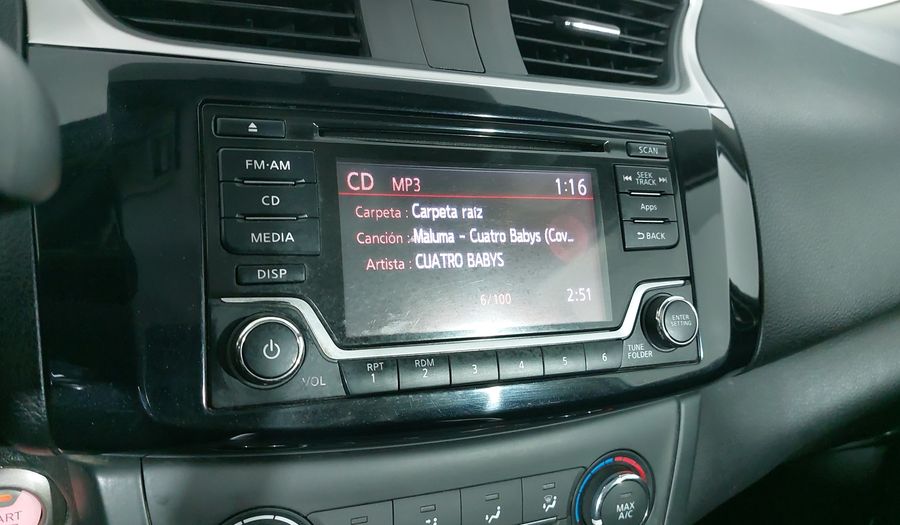 SCAN
FM·AM
CD
MEDIA
DISP
CD MP3 1:16
Carpeta : Carpeta raíz
Canción : Maluma - Cuatro Babys (Cov...
Artista : CUATRO BABYS
6/100 2:51
SEEK
TRACK
Apps
BACK
ENTER
SETTING
TUNE
FOLDER
VOL
RPT
1
RDM
2
3
4
5
6
MAX
A/C
START